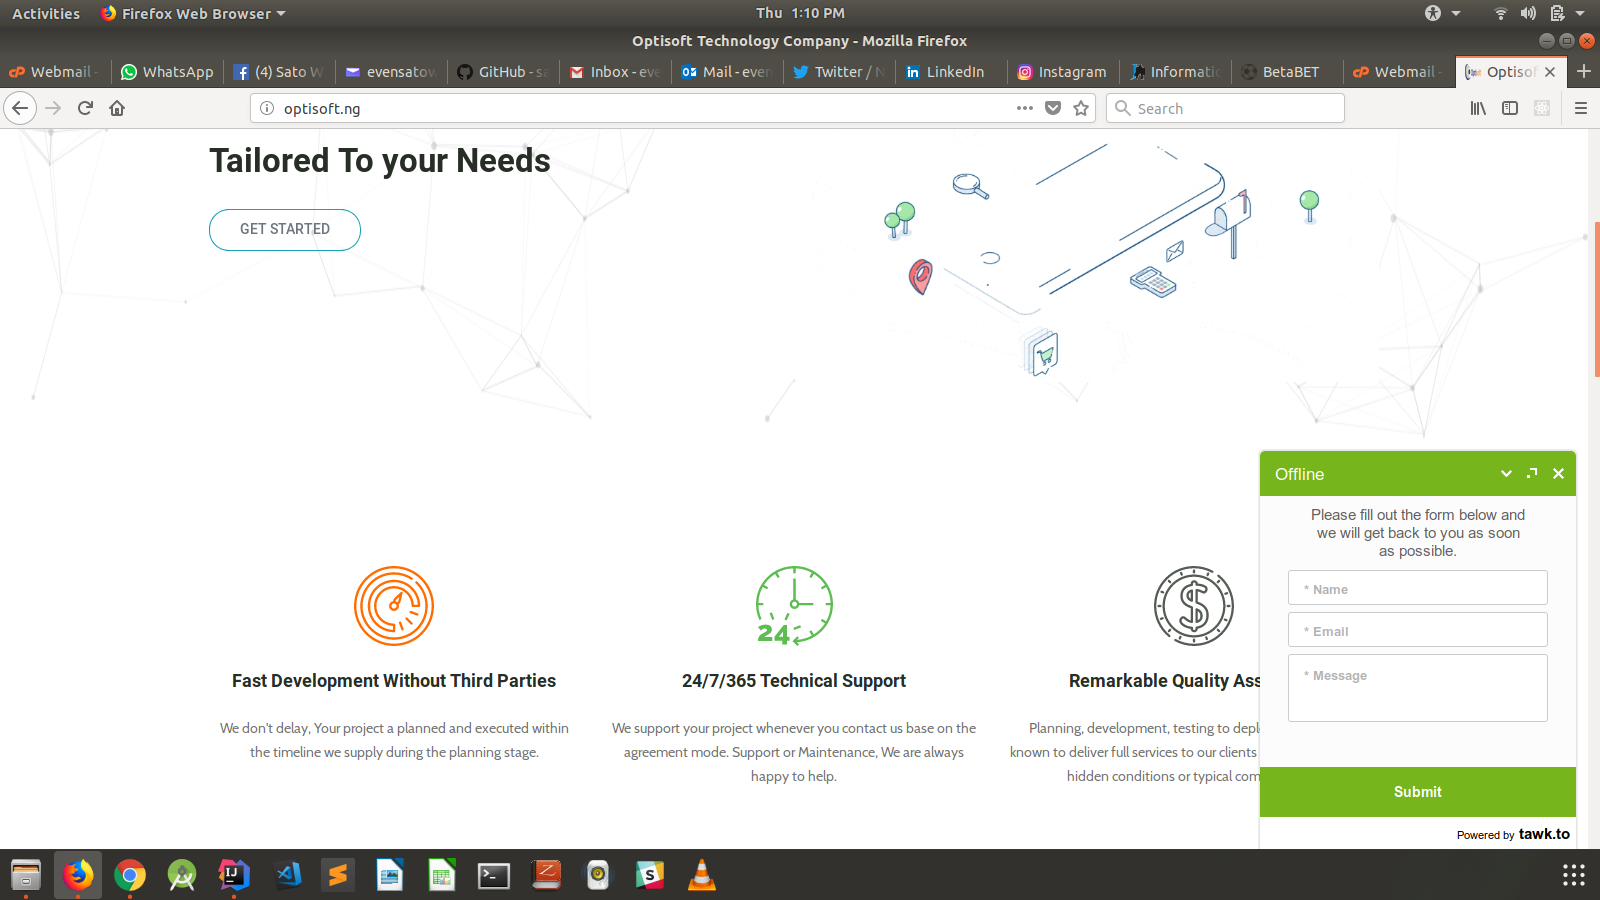 Activities
Firefox Web Browser
Thu 1:10 PM
Optisoft Technology Company - Mozilla Firefox
Webmail -
WhatsApp
(4) Sato W
evensatow
GitHub - sa
Inbox - eve
Mail - even
Twitter / N
LinkedIn
Instagram
Informatic
BetaBET
Webmail -
Optisof
optisoft.ng
Search
Tailored To your Needs
GET STARTED
Offline
Please fill out the form below and
we will get back to you as soon
as possible.
* Name
* Email
* Message
Submit
Powered by tawk.to
24
Fast Development Without Third Parties
We don't delay, Your project a planned and executed within
the timeline we supply during the planning stage.
24/7/365 Technical Support
We support your project whenever you contact us base on the
agreement mode. Support or Maintenance, We are always
happy to help.
Remarkable Quality Ass
Planning, development, testing to depl
known to deliver full services to our clients
hidden conditions or typical com